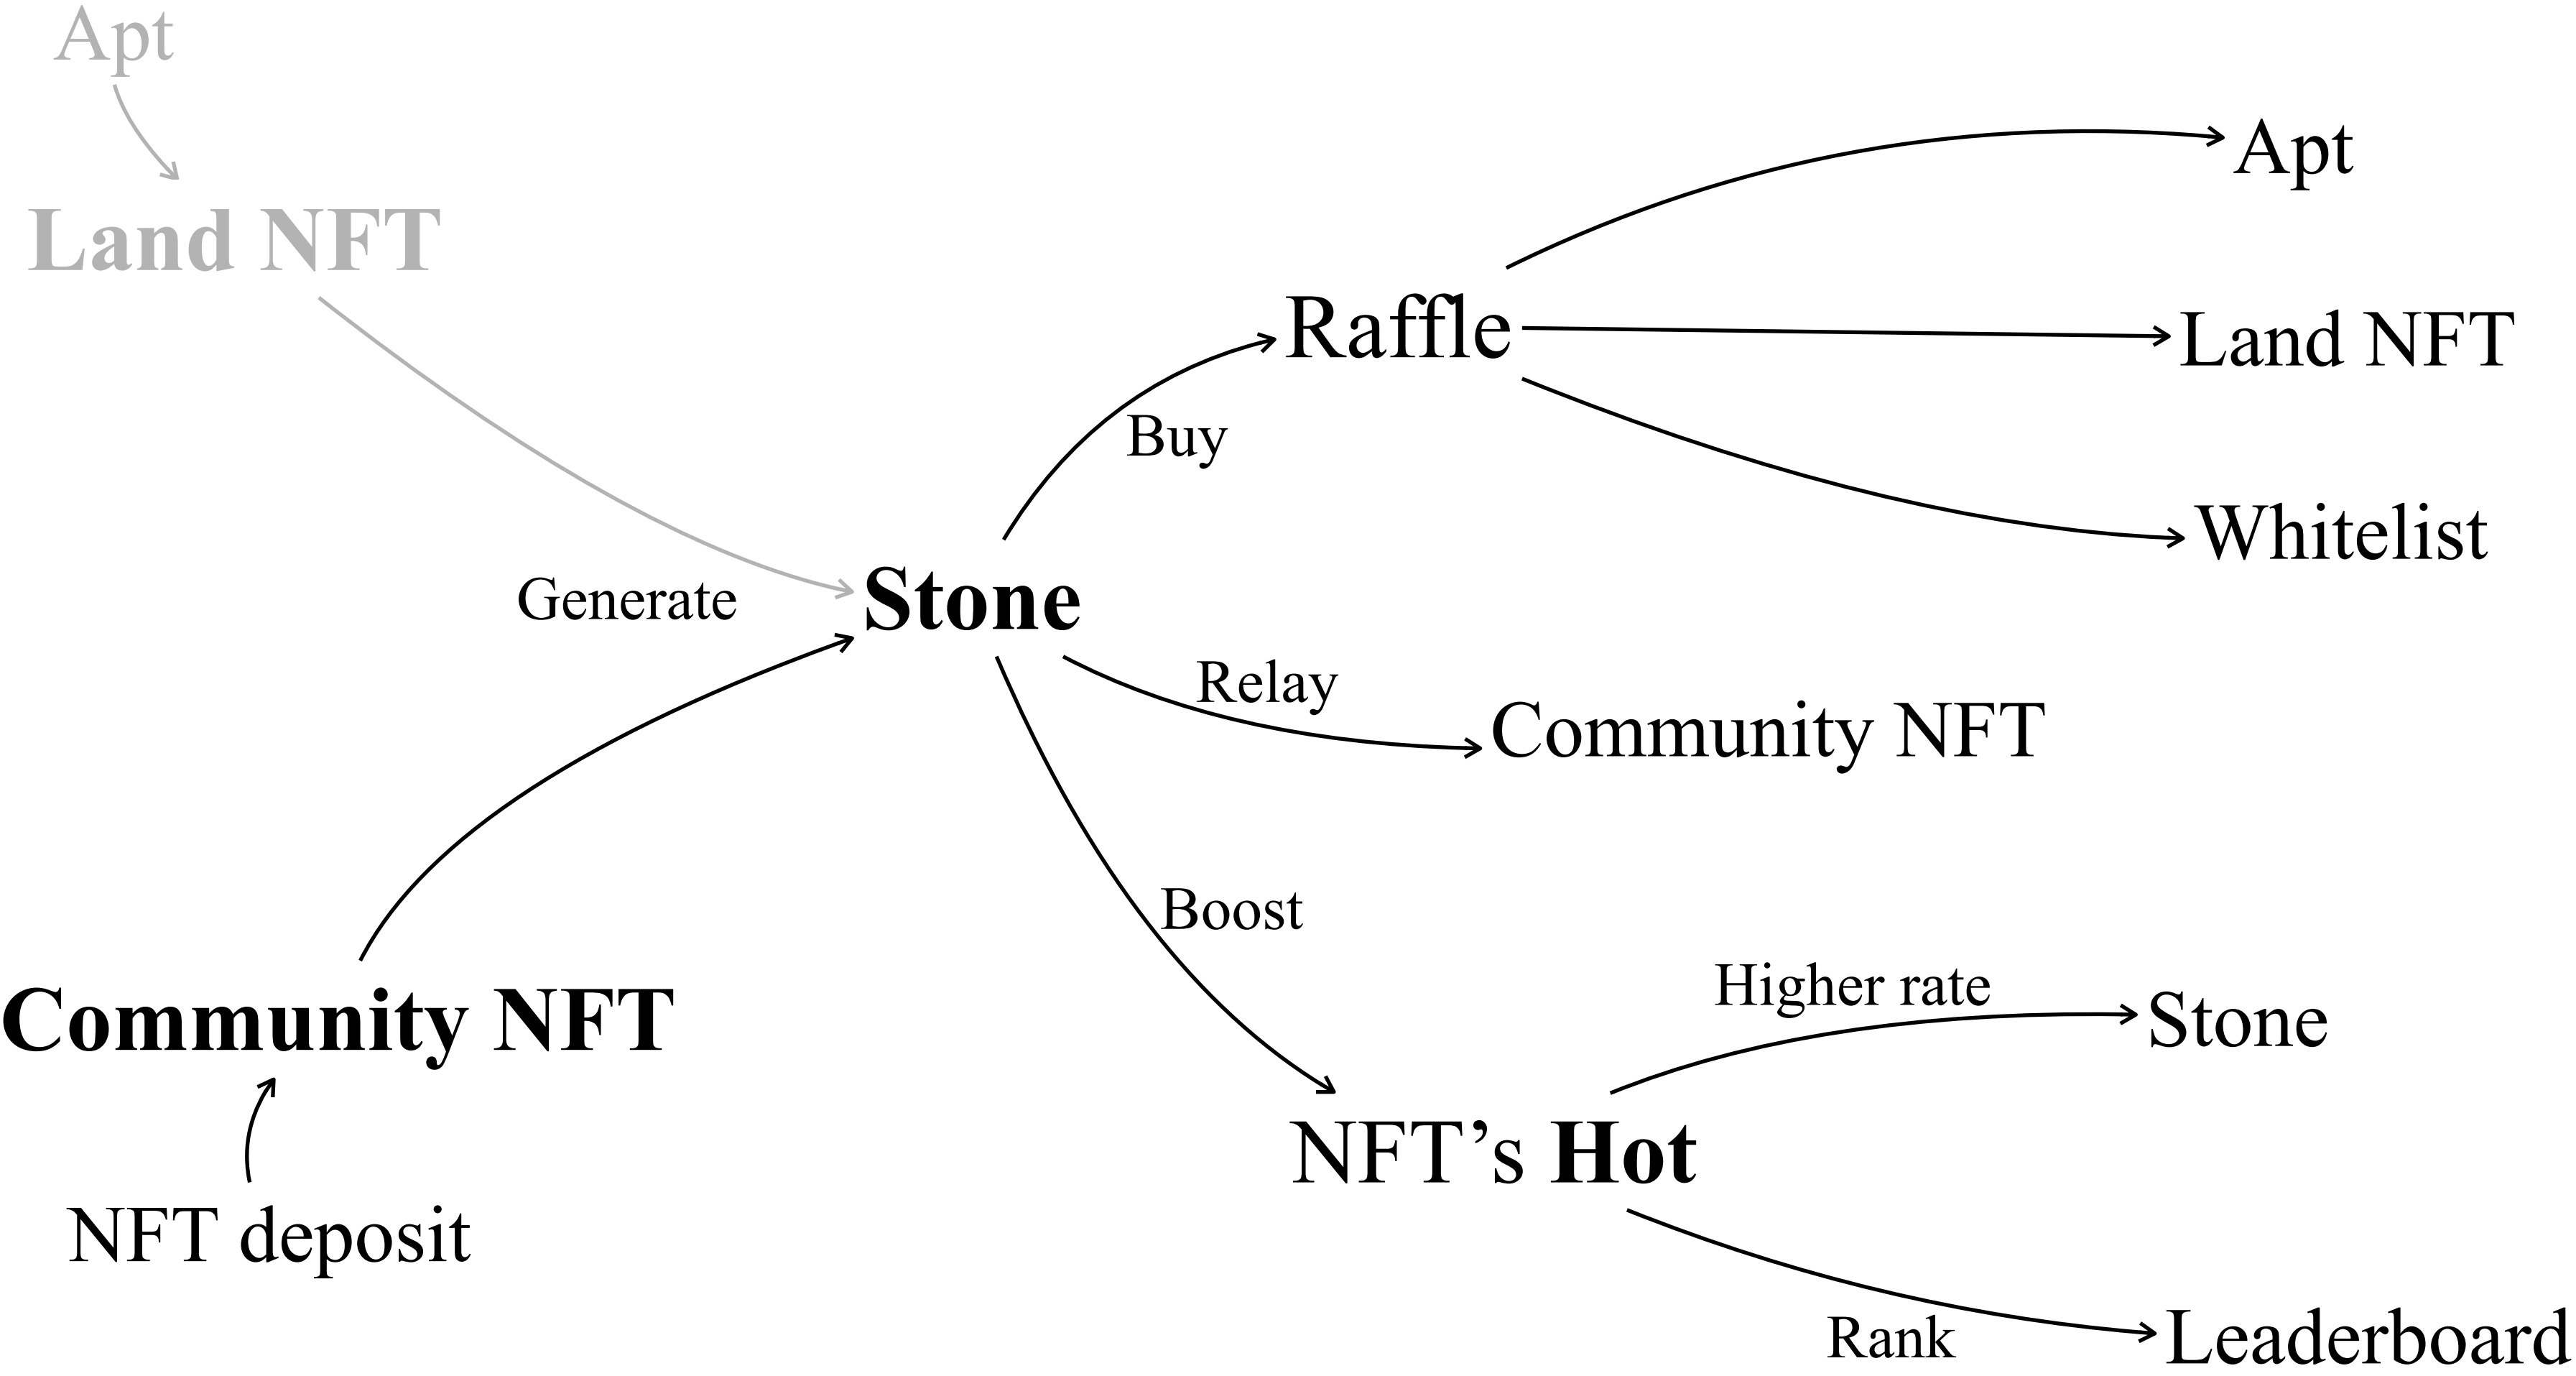 Apt
Land NFT
Generate
Community NFT
NFT deposit
Stone
Buy
Raffle
Apt
Land NFT
Whitelist
Relay
Community NFT
Boost
NFT’s Hot
Higher rate
Stone
Rank
Leaderboard